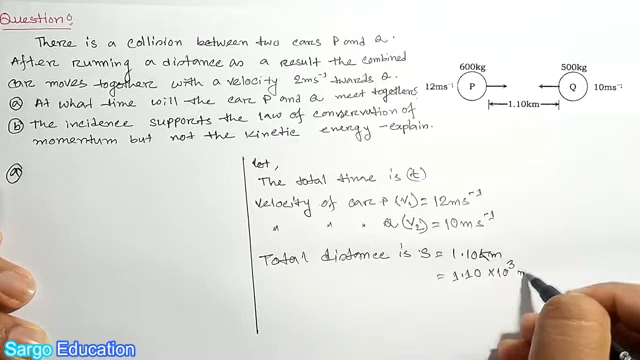 Question:
There is a collision between two cars P and Q.
After running a distance as a result the combined
car moves together with a velocity 2ms⁻¹ towards Q.
(a) At what time will the car P and Q meet together?
(b) The incidence supports the law of conservation of
momentum but not the kinetic energy - explain.
600kg
500kg
12ms⁻¹
P
Q
10ms⁻¹
1.10km
(a)
let,
The total time is (t)
velocity of car P (V₁) = 12ms⁻¹
" " " Q (V₂) = 10ms⁻¹
Total distance is S = 1.10km
= 1.10 × 10³ m
Sargo Education